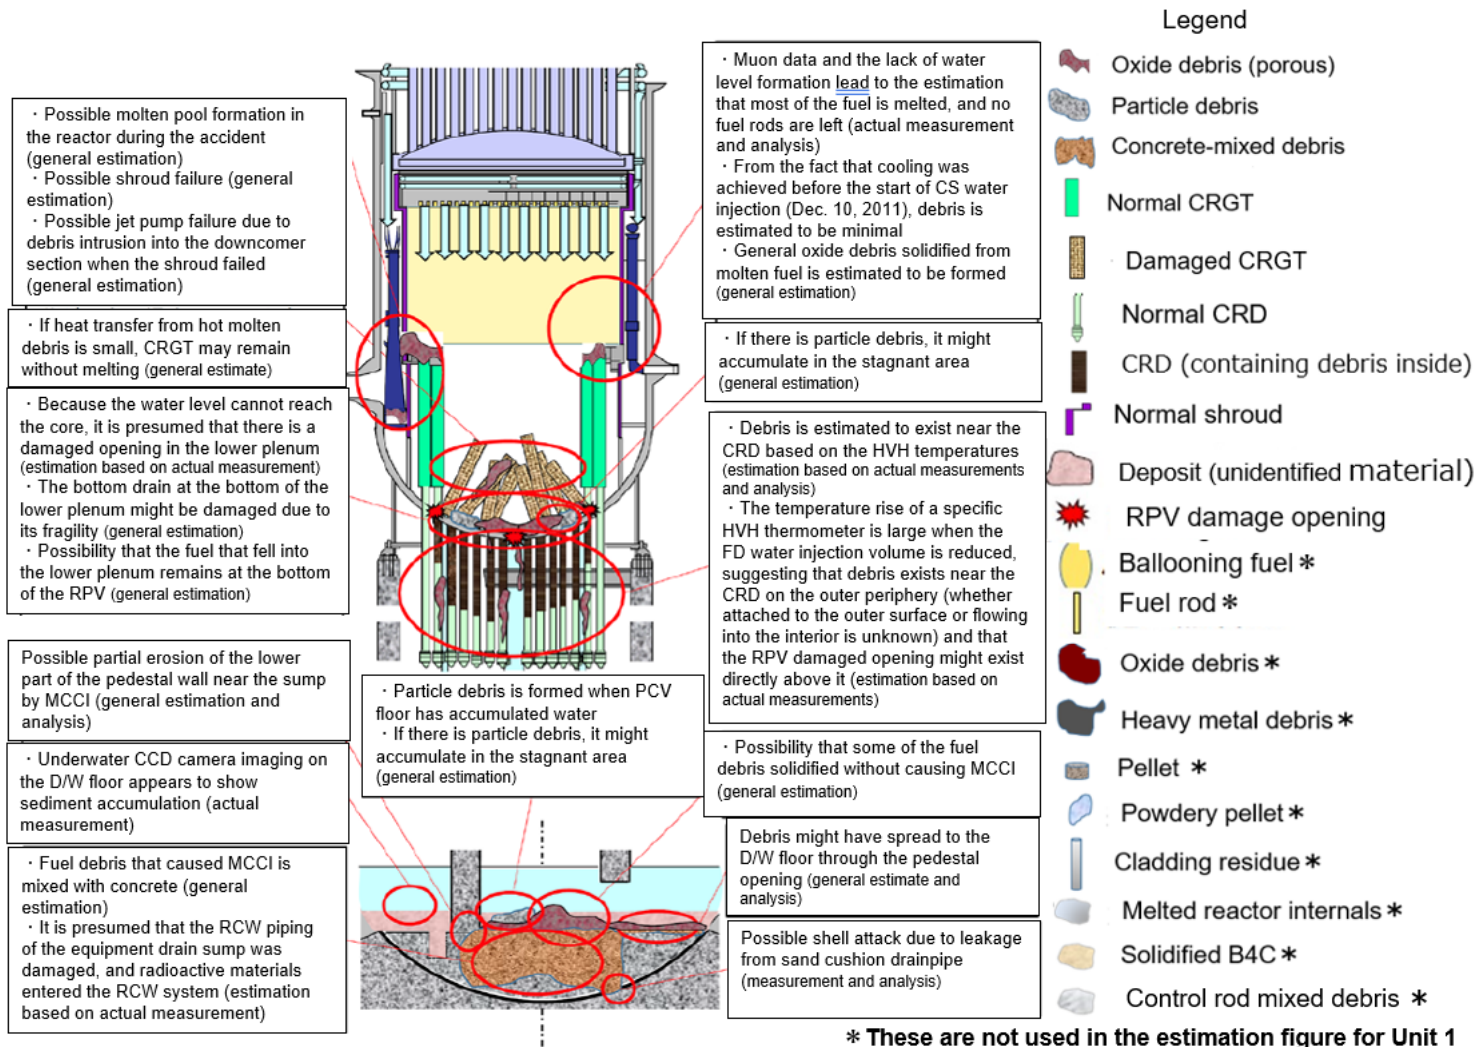 ・Possible molten pool formation in
the reactor during the accident
(general estimation)
・Possible shroud failure (general
estimation)
・Possible jet pump failure due to
debris intrusion into the downcomer
section when the shroud failed
(general estimation)
・If heat transfer from hot molten
debris is small, CRGT may remain
without melting (general estimate)
・Because the water level cannot reach
the core, it is presumed that there is a
damaged opening in the lower plenum
(estimation based on actual measurement)
・The bottom drain at the bottom of the
lower plenum might be damaged due to
its fragility (general estimation)
・Possibility that the fuel that fell into
the lower plenum remains at the bottom
of the RPV (general estimation)
Possible partial erosion of the lower
part of the pedestal wall near the sump
by MCCI (general estimation and
analysis)
・Underwater CCD camera imaging on
the D/W floor appears to show
sediment accumulation (actual
measurement)
・Fuel debris that caused MCCI is
mixed with concrete (general
estimation)
・It is presumed that the RCW piping
of the equipment drain sump was
damaged, and radioactive materials
entered the RCW system (estimation
based on actual measurement)
・Particle debris is formed when PCV
floor has accumulated water
・If there is particle debris, it might
accumulate in the stagnant area
(general estimation)
・Muon data and the lack of water
level formation lead to the estimation
that most of the fuel is melted, and no
fuel rods are left (actual measurement
and analysis)
・From the fact that cooling was
achieved before the start of CS water
injection (Dec. 10, 2011), debris is
estimated to be minimal
・General oxide debris solidified from
molten fuel is estimated to be formed
(general estimation)
・If there is particle debris, it might
accumulate in the stagnant area
(general estimation)
・Debris is estimated to exist near the
CRD based on the HVH temperatures
(estimation based on actual measurements
and analysis)
・The temperature rise of a specific
HVH thermometer is large when the
FD water injection volume is reduced,
suggesting that debris exists near the
CRD on the outer periphery (whether
attached to the outer surface or flowing
into the interior is unknown) and that
the RPV damaged opening might exist
directly above it (estimation based on
actual measurements)
・Possibility that some of the fuel
debris solidified without causing MCCI
(general estimation)
Debris might have spread to the
D/W floor through the pedestal
opening (general estimate and
analysis)
Possible shell attack due to leakage
from sand cushion drainpipe
(measurement and analysis)
Legend
Oxide debris (porous)
Particle debris
Concrete-mixed debris
Normal CRGT
Damaged CRGT
Normal CRD
CRD (containing debris inside)
Normal shroud
Deposit (unidentified material)
RPV damage opening
Ballooning fuel＊
Fuel rod＊
Oxide debris＊
Heavy metal debris＊
Pellet ＊
Powdery pellet＊
Cladding residue＊
Melted reactor internals＊
Solidified B4C＊
Control rod mixed debris ＊
＊ These are not used in the estimation figure for Unit 1